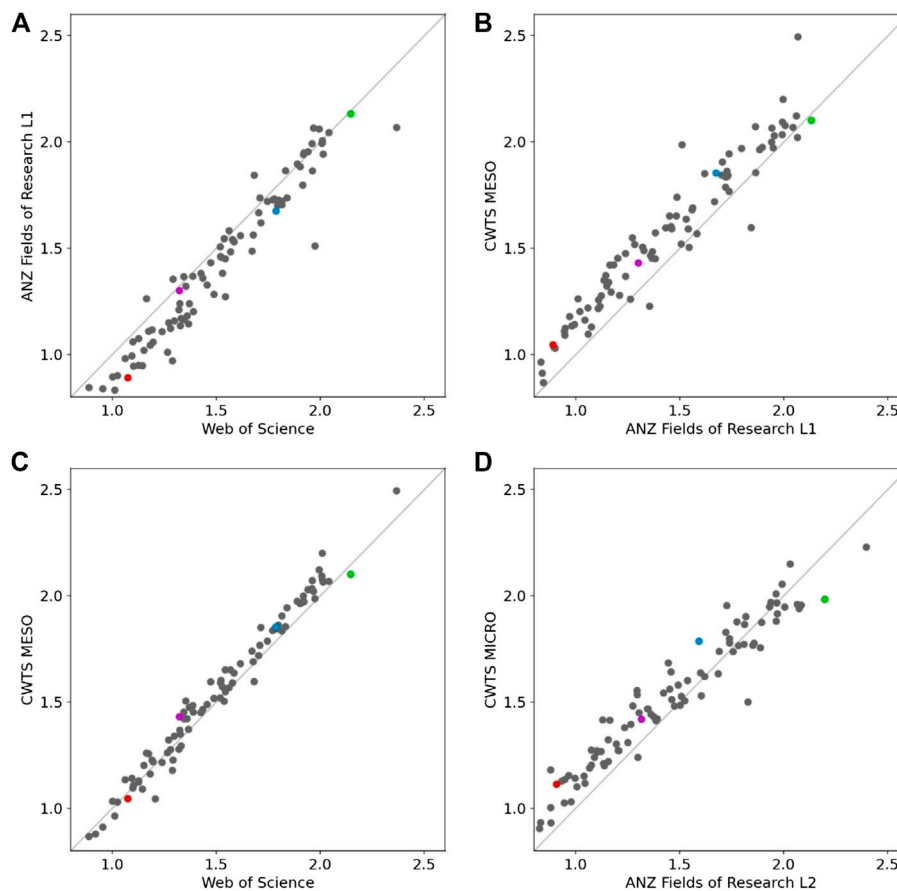 A
2.5
2.0
1.5
1.0
ANZ Fields of Research L1
1.0 1.5 2.0 2.5
Web of Science
B
2.5
2.0
1.5
1.0
CWTS MESO
1.0 1.5 2.0 2.5
ANZ Fields of Research L1
C
2.5
2.0
1.5
1.0
CWTS MESO
1.0 1.5 2.0 2.5
Web of Science
D
2.5
2.0
1.5
1.0
CWTS MICRO
1.0 1.5 2.0 2.5
ANZ Fields of Research L2